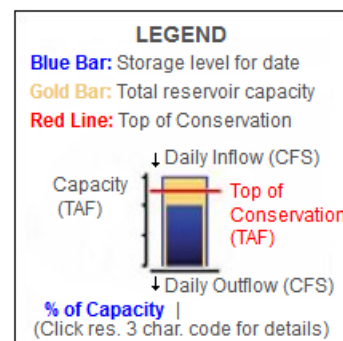 LEGEND
Blue Bar: Storage level for date
Gold Bar: Total reservoir capacity
Red Line: Top of Conservation
↓ Daily Inflow (CFS)
Capacity
(TAF)
Top of
Conservation
(TAF)
↓ Daily Outflow (CFS)
% of Capacity |
(Click res. 3 char. code for details)